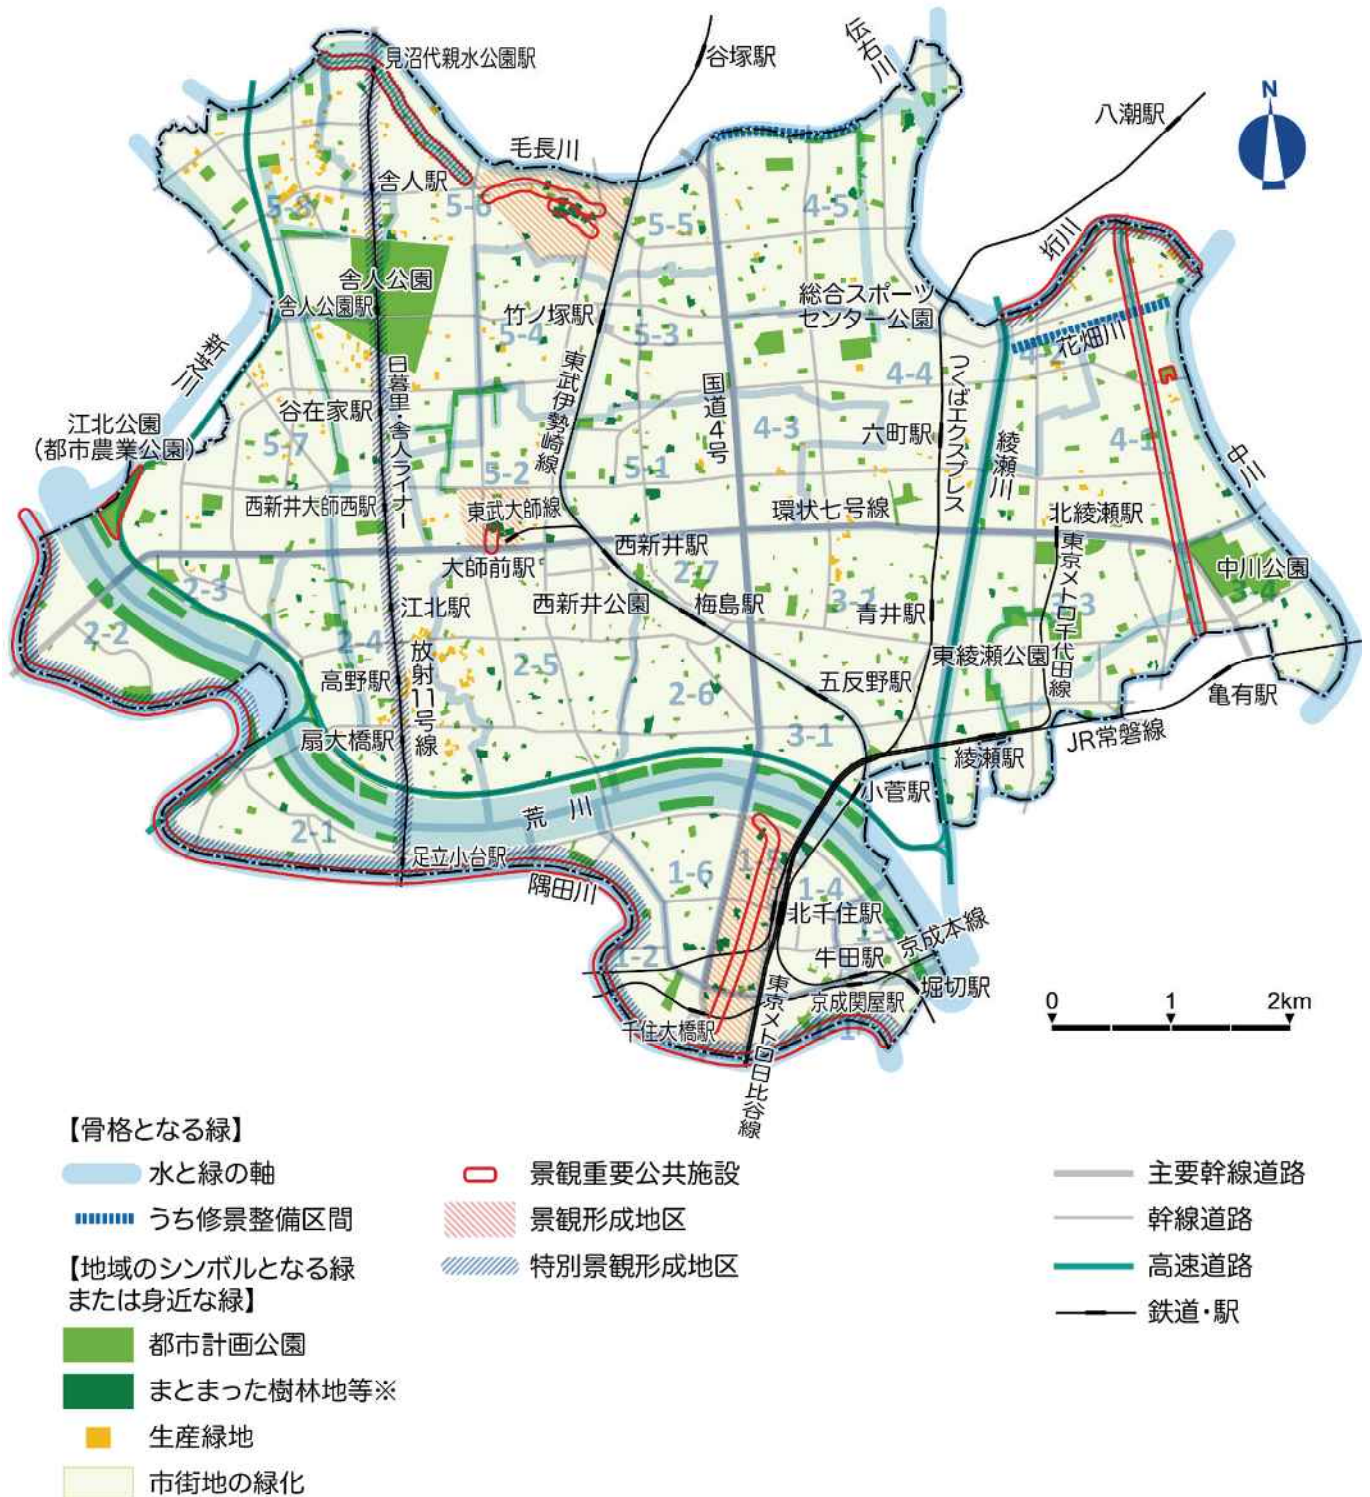 見沼代親水公園駅
谷塚駅
伝右川
八潮駅
N
毛長川
舎人駅
5-8
5-6
5-5
4-5
垳川
舎人公園
舎人公園駅
竹ノ塚駅
総合スポーツ
センター公園
5-4
5-3
花畑川
4-2
新芝川
日暮里・舎人ライナー
東武伊勢崎線
国道4号
つくばエクスプレス
4-4
谷在家駅
江北公園
(都市農業公園)
5-7
5-2
5-1
4-3
六町駅
綾瀬川
4-1
中川
西新井大師西駅
東武大師線
環状七号線
北綾瀬駅
大師前駅
西新井駅
東京メトロ千代田線
中川公園
2-3
江北駅
西新井公園
2-7
梅島駅
3-2
青井駅
3-3
3-4
2-2
2-4
放射11号線
2-5
高野駅
2-6
五反野駅
東綾瀬公園
亀有駅
扇大橋駅
3-1
綾瀬駅
JR常磐線
小菅駅
荒川
2-1
足立小台駅
隅田川
1-6
1-5
1-4
北千住駅
1-2
牛田駅
京成本線
京成関屋駅
堀切駅
千住大橋駅
東京メトロ日比谷線
0 1 2km
【骨格となる緑】
水と緑の軸
うち修景整備区間
【地域のシンボルとなる緑
または身近な緑】
都市計画公園
まとまった樹林地等※
生産緑地
市街地の緑化
景観重要公共施設
景観形成地区
特別景観形成地区
主要幹線道路
幹線道路
高速道路
鉄道・駅